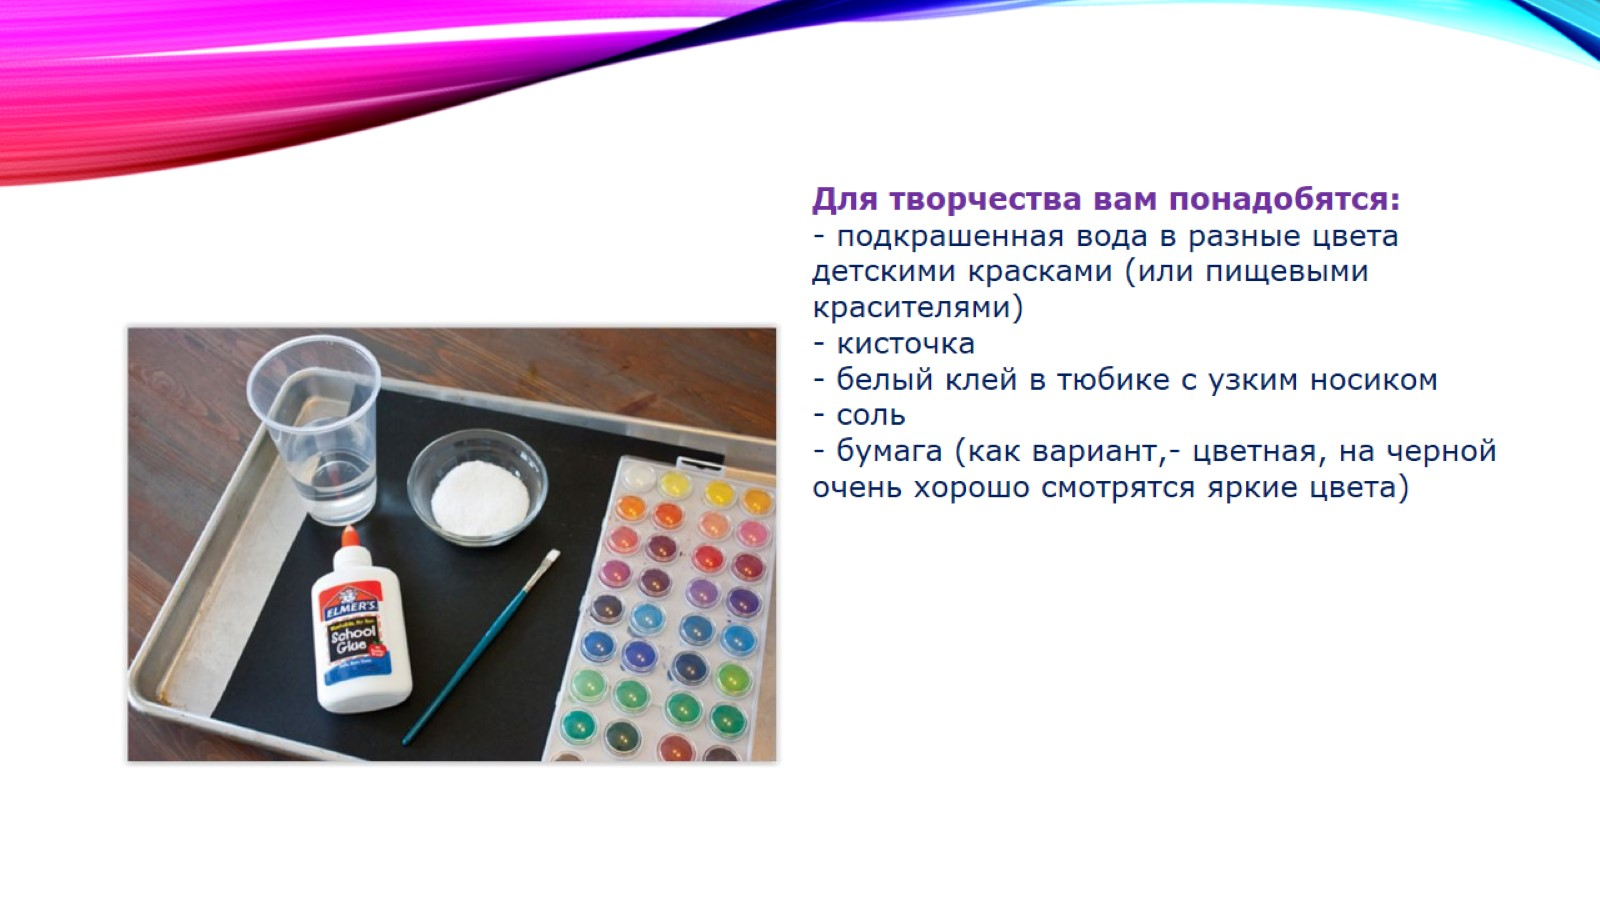 Для творчества вам понадобятся:
- подкрашенная вода в разные цвета
детскими красками (или пищевыми
красителями)
- кисточка
- белый клей в тюбике с узким носиком
- соль
- бумага (как вариант,- цветная, на черной
очень хорошо смотрятся яркие цвета)
ELMER'S
School
Glue